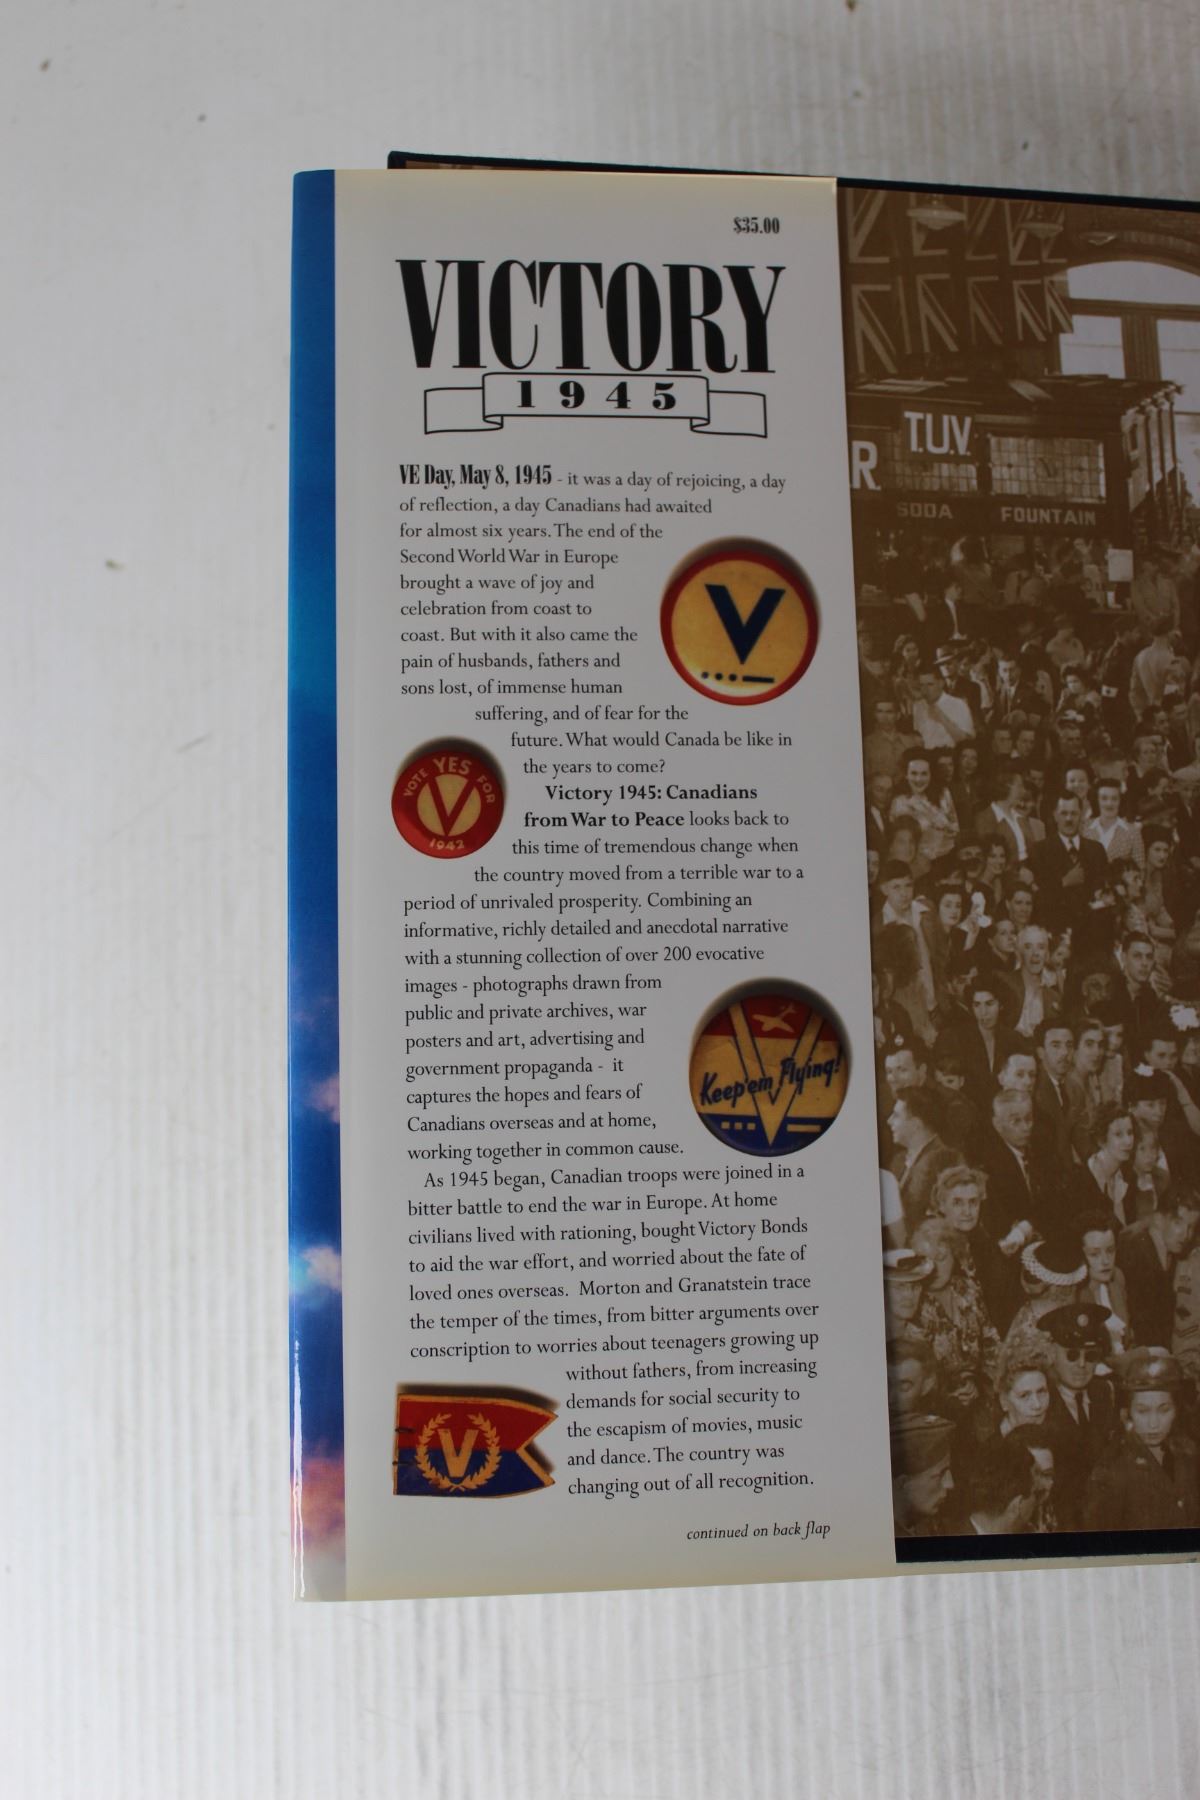 $35.00
VICTORY
1945
VE Day, May 8, 1945 - it was a day of rejoicing, a day
of reflection, a day Canadians had awaited
for almost six years. The end of the
Second World War in Europe
brought a wave of joy and
celebration from coast to
coast. But with it also came the
pain of husbands, fathers and
sons lost, of immense human
suffering, and of fear for the
future. What would Canada be like in
the years to come?
Victory 1945: Canadians
from War to Peace looks back to
this time of tremendous change when
the country moved from a terrible war to a
period of unrivaled prosperity. Combining an
informative, richly detailed and anecdotal narrative
with a stunning collection of over 200 evocative
images - photographs drawn from
public and private archives, war
posters and art, advertising and
government propaganda - it
captures the hopes and fears of
Canadians overseas and at home,
working together in common cause.
As 1945 began, Canadian troops were joined in a
bitter battle to end the war in Europe. At home
civilians lived with rationing, bought Victory Bonds
to aid the war effort, and worried about the fate of
loved ones overseas. Morton and Granatstein trace
the temper of the times, from bitter arguments over
conscription to worries about teenagers growing up
without fathers, from increasing
demands for social security to
the escapism of movies, music
and dance. The country was
changing out of all recognition.
continued on back flap
V
VOTE YES FOR
V
1942
Keep'em Flying!
V
V
R
T.U.V.
SODA FOUNTAIN